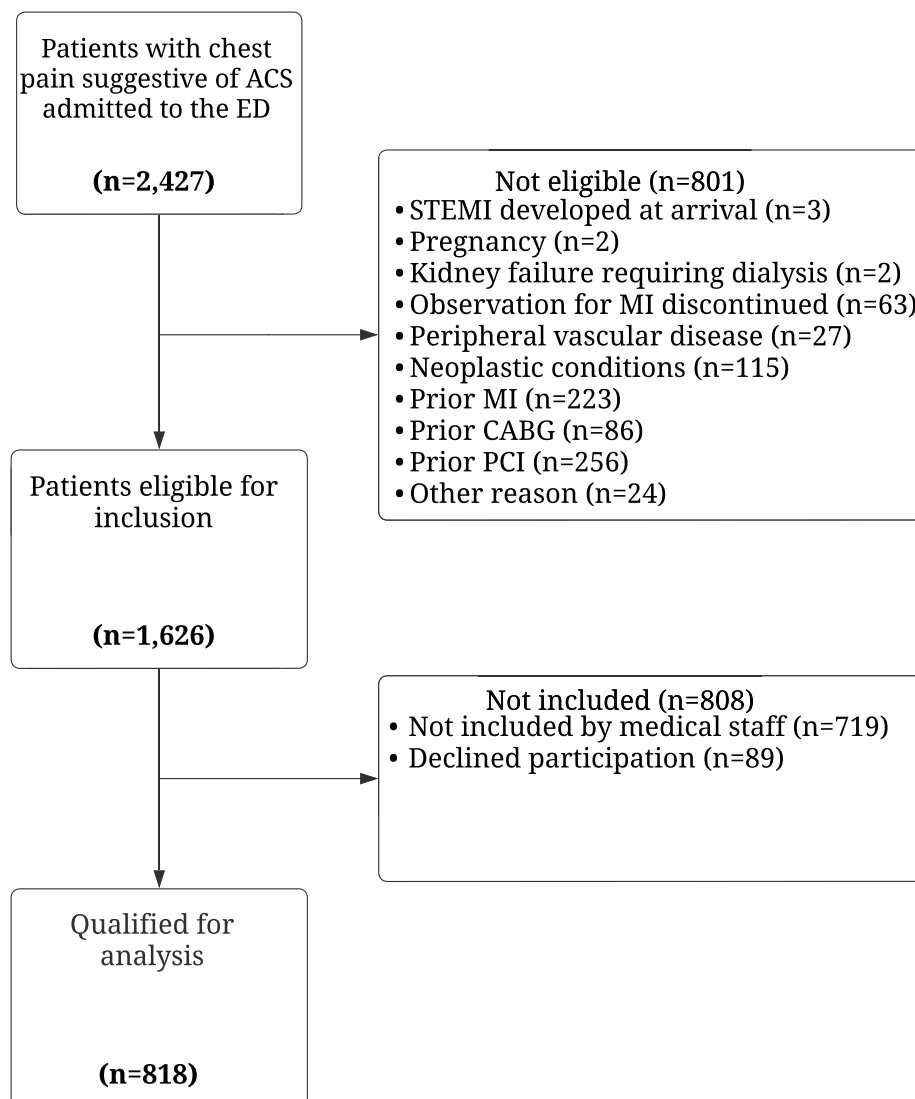 Patients with chest
pain suggestive of ACS
admitted to the ED
(n=2,427)
Not eligible (n=801)
•STEMI developed at arrival (n=3)
•Pregnancy (n=2)
•Kidney failure requiring dialysis (n=2)
•Observation for MI discontinued (n=63)
•Peripheral vascular disease (n=27)
•Neoplastic conditions (n=115)
•Prior MI (n=223)
•Prior CABG (n=86)
•Prior PCI (n=256)
•Other reason (n=24)
Patients eligible for
inclusion
(n=1,626)
Not included (n=808)
• Not included by medical staff (n=719)
• Declined participation (n=89)
Qualified for
analysis
(n=818)